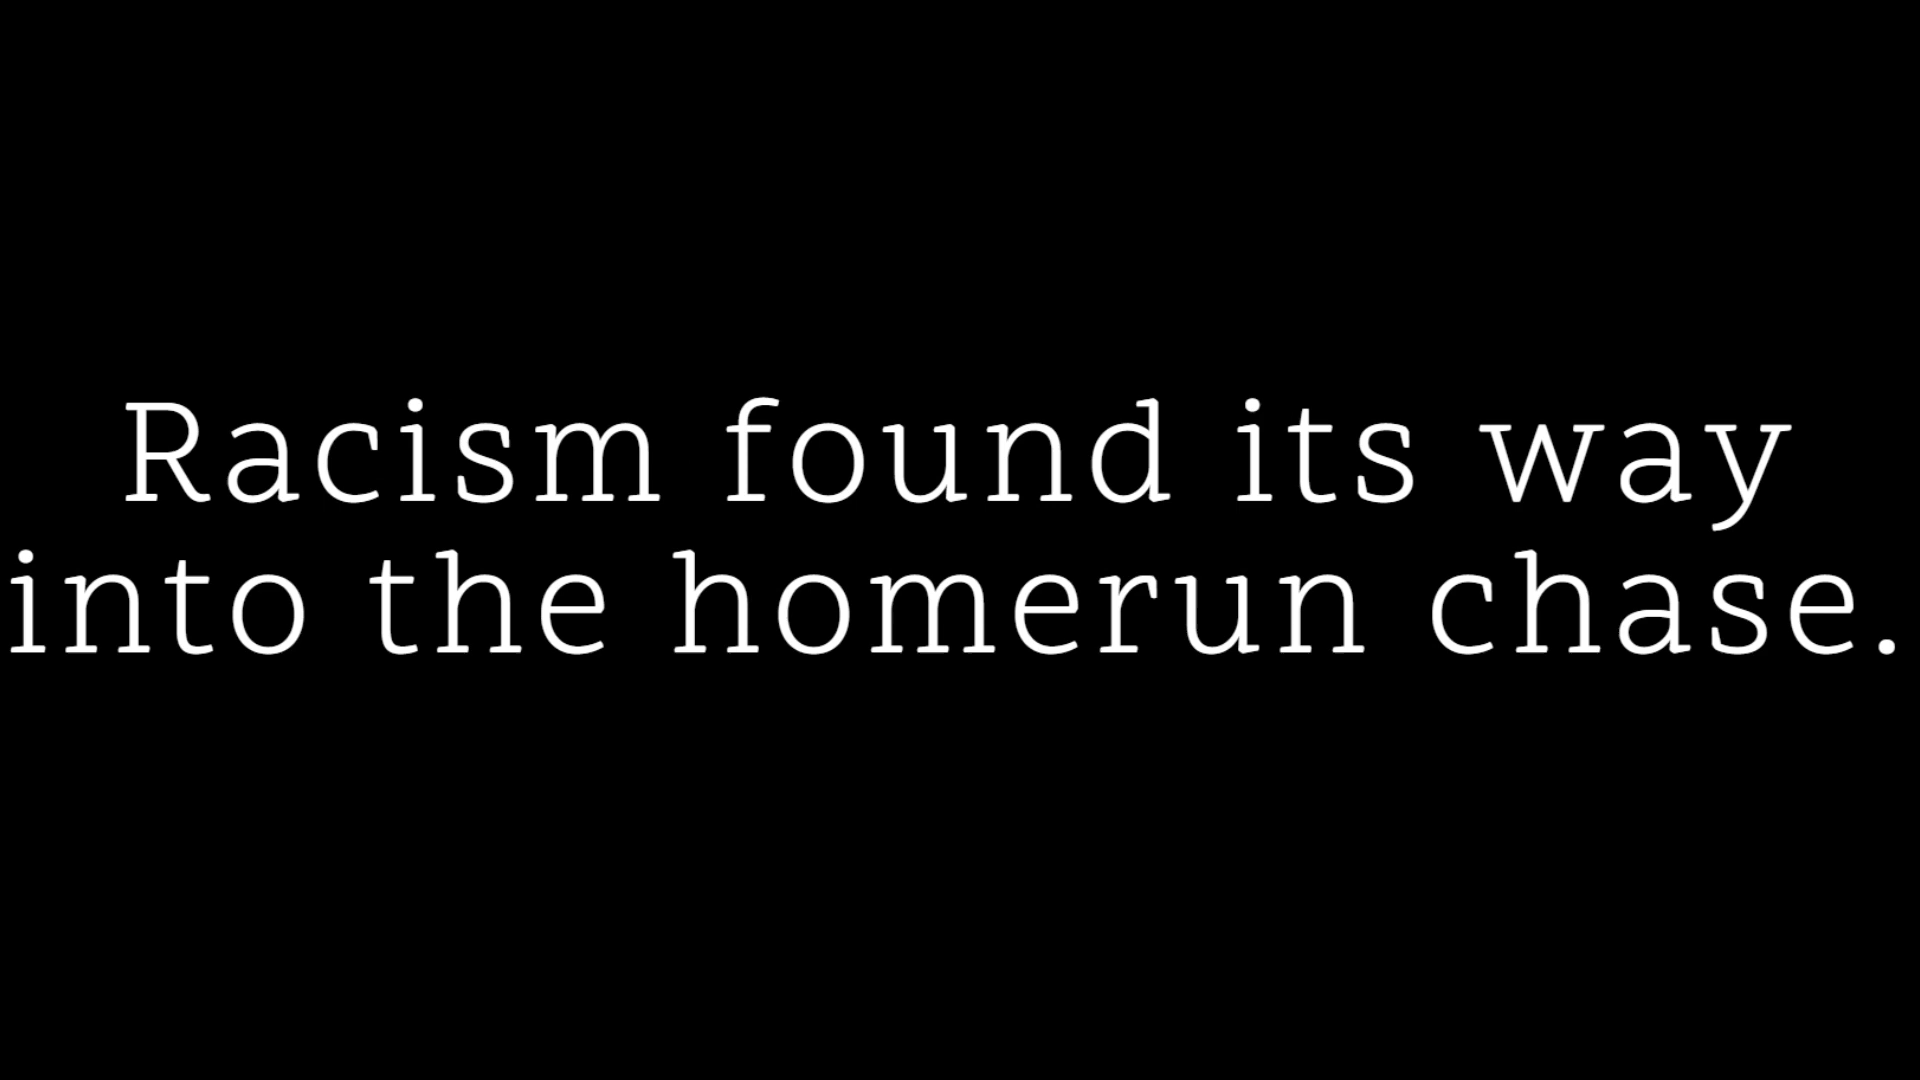 Racism found its way
into the homerun chase.